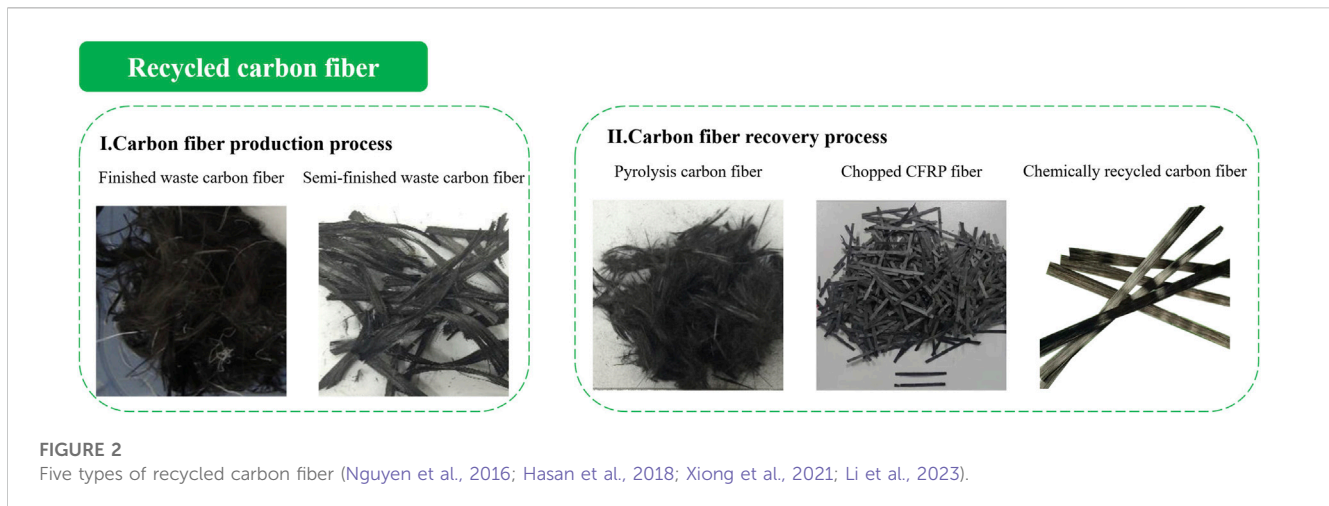 Recycled carbon fiber
I.Carbon fiber production process
Finished waste carbon fiber
Semi-finished waste carbon fiber
II.Carbon fiber recovery process
Pyrolysis carbon fiber
Chopped CFRP fiber
Chemically recycled carbon fiber
FIGURE 2
Five types of recycled carbon fiber (Nguyen et al., 2016; Hasan et al., 2018; Xiong et al., 2021; Li et al., 2023).